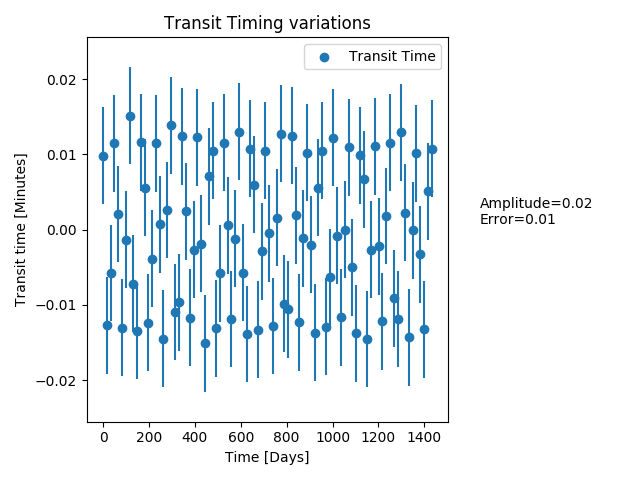 Transit Timing variations
Transit Time
0.02
0.01
0.00
−0.01
−0.02
Transit time [Minutes]
Amplitude=0.02
Error=0.01
0 200 400 600 800 1000 1200 1400
Time [Days]